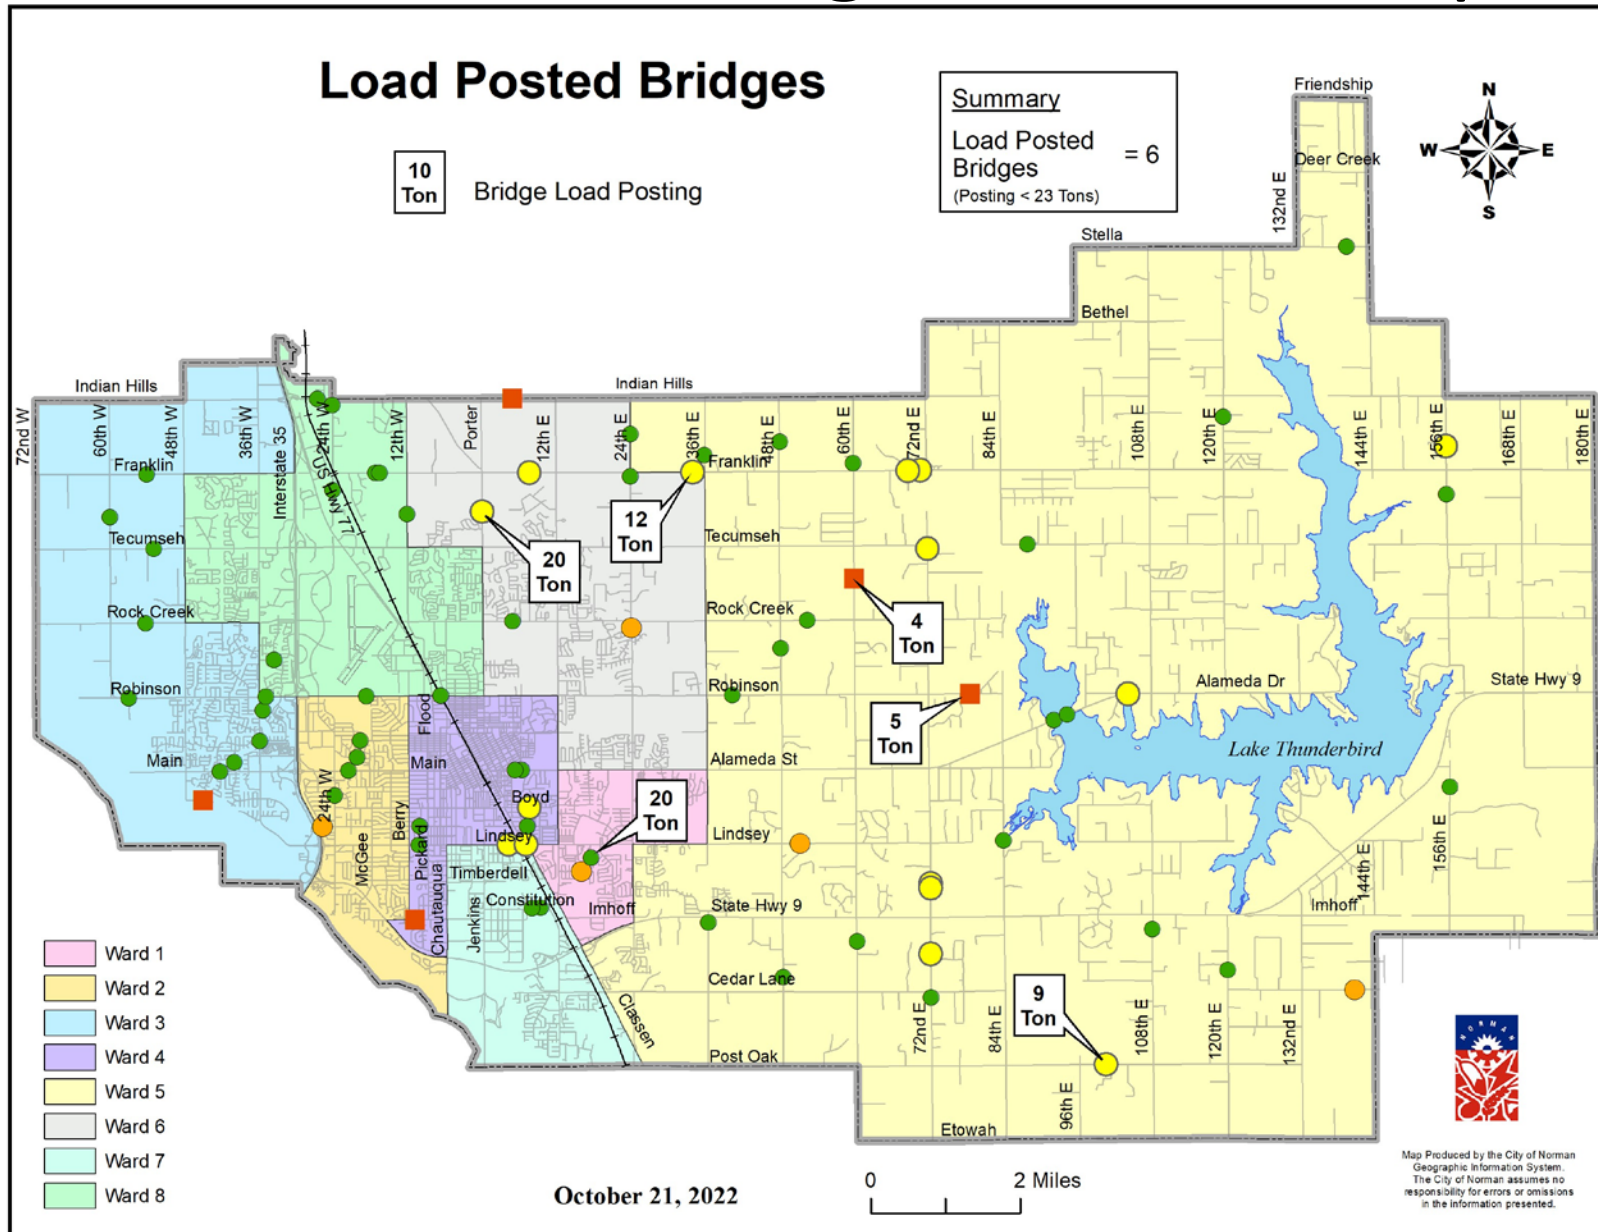 Load Posted Bridges
10
Ton
Bridge Load Posting
Summary
Load Posted
Bridges
= 6
(Posting < 23 Tons)
N
W
E
S
Friendship
Deer Creek
132nd E
Stella
Bethel
Indian Hills
Indian Hills
72nd W
60th W
48th W
36th W
Interstate 35
24th W
US Hwy 77
12th W
Porter
12th E
24th E
36th E
48th E
60th E
72nd E
84th E
108th E
120th E
144th E
156th E
168th E
180th E
Franklin
Franklin
12
Ton
20
Ton
Tecumseh
Tecumseh
Rock Creek
Rock Creek
4
Ton
Robinson
Robinson
Flood
Alameda Dr
State Hwy 9
5
Ton
Main
Main
Alameda St
Lake Thunderbird
24th W
Boyd
20
Ton
Berry
Lindsey
Lindsey
McGee
Pickard
Timberdell
156th E
144th E
Chautauqua
Jenkins
Constitution
Imhoff
State Hwy 9
Imhoff
Cedar Lane
Classen
72nd E
84th E
9
Ton
108th E
120th E
132nd E
Post Oak
96th E
Etowah
Ward 1
Ward 2
Ward 3
Ward 4
Ward 5
Ward 6
Ward 7
Ward 8
NORMAN
October 21, 2022
0
2 Miles
Map Produced by the City of Norman
Geographic Information System.
The City of Norman assumes no
responsibility for errors or omissions
in the information presented.